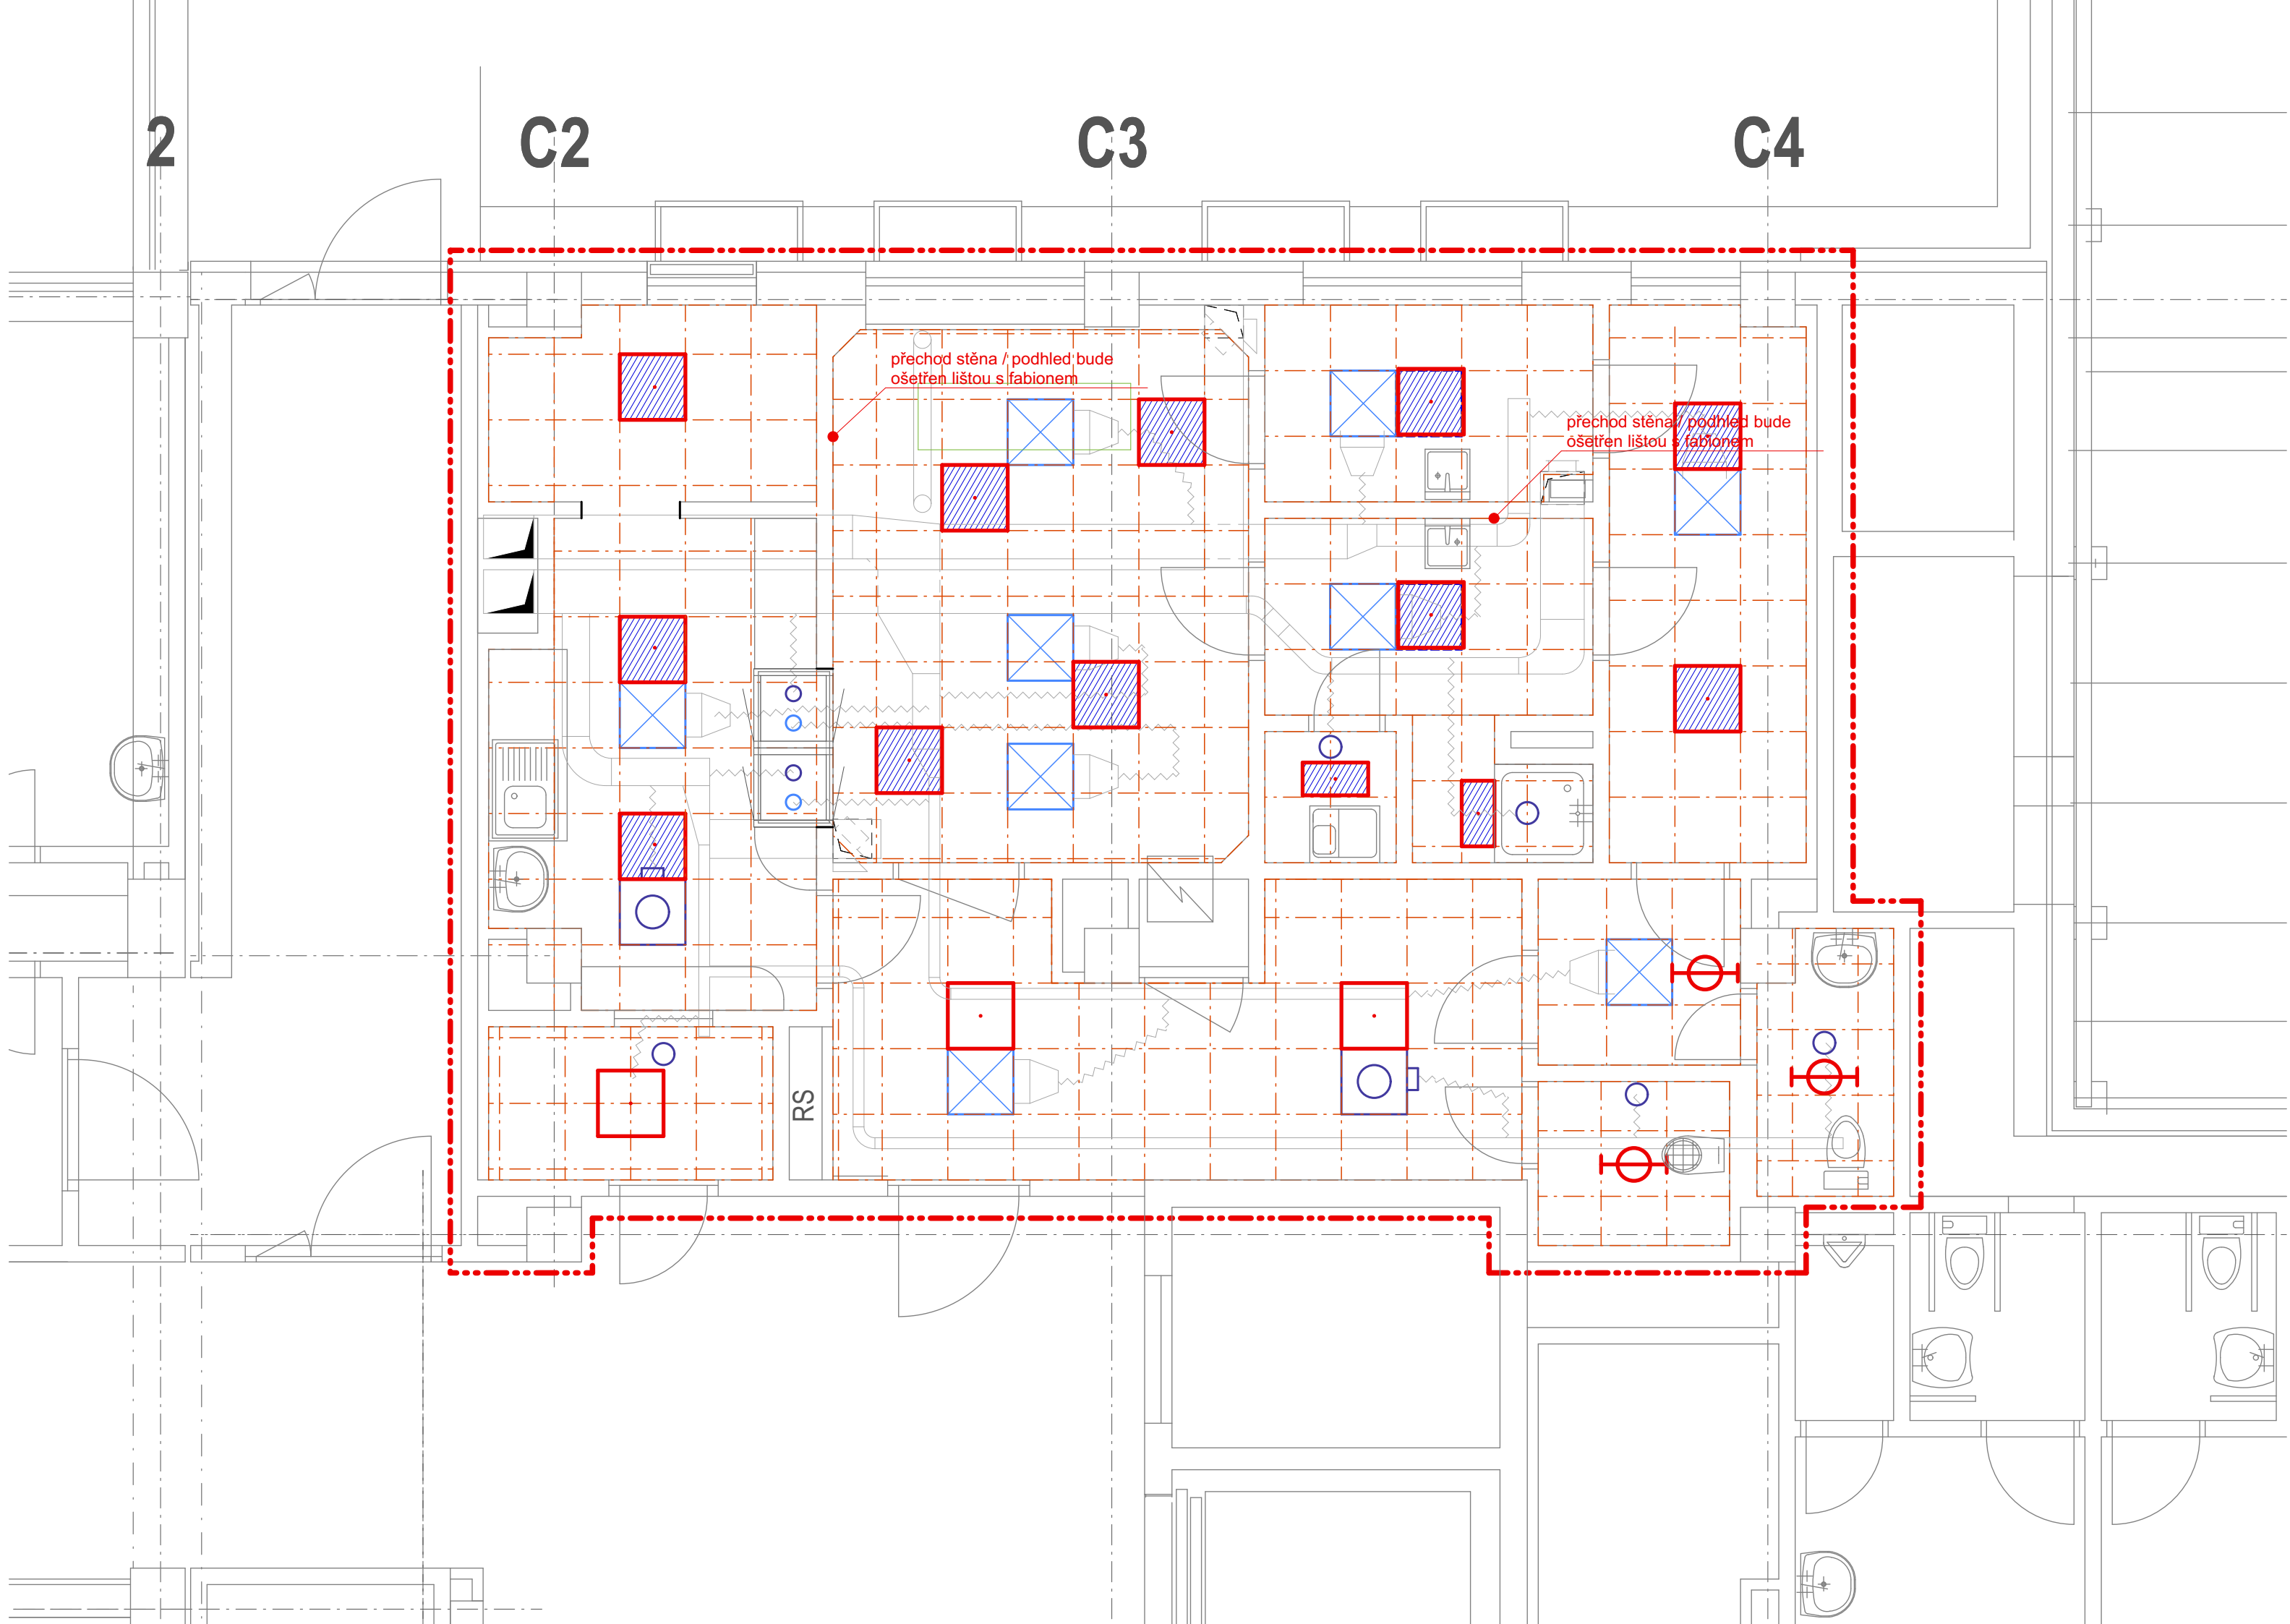 2
C2
C3
C4
přechod stěna / podhled bude
ošetřen lištou s fabionem
přechod stěna / podhled bude
ošetřen lištou s fabionem
RS